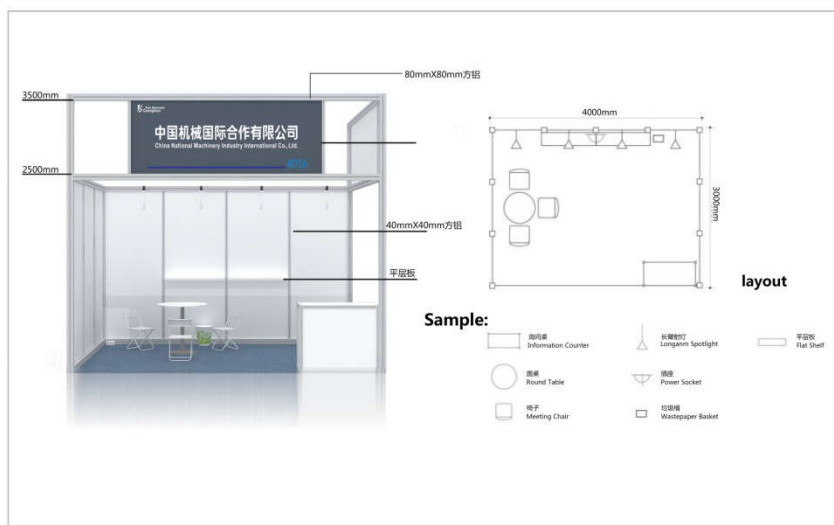 80mmX80mm方铝
3500mm
中国机械国际合作有限公司
China National Machinery Industry International Co., Ltd.
4D16
2500mm
40mmX40mm方铝
平层板
4000mm
3000mm
layout
Sample:
询问桌
Information Counter
长臂射灯
Longanm Spotlight
平层板
Flat Shelf
圆桌
Round Table
插座
Power Socket
椅子
Meeting Chair
垃圾桶
Wastepaper Basket